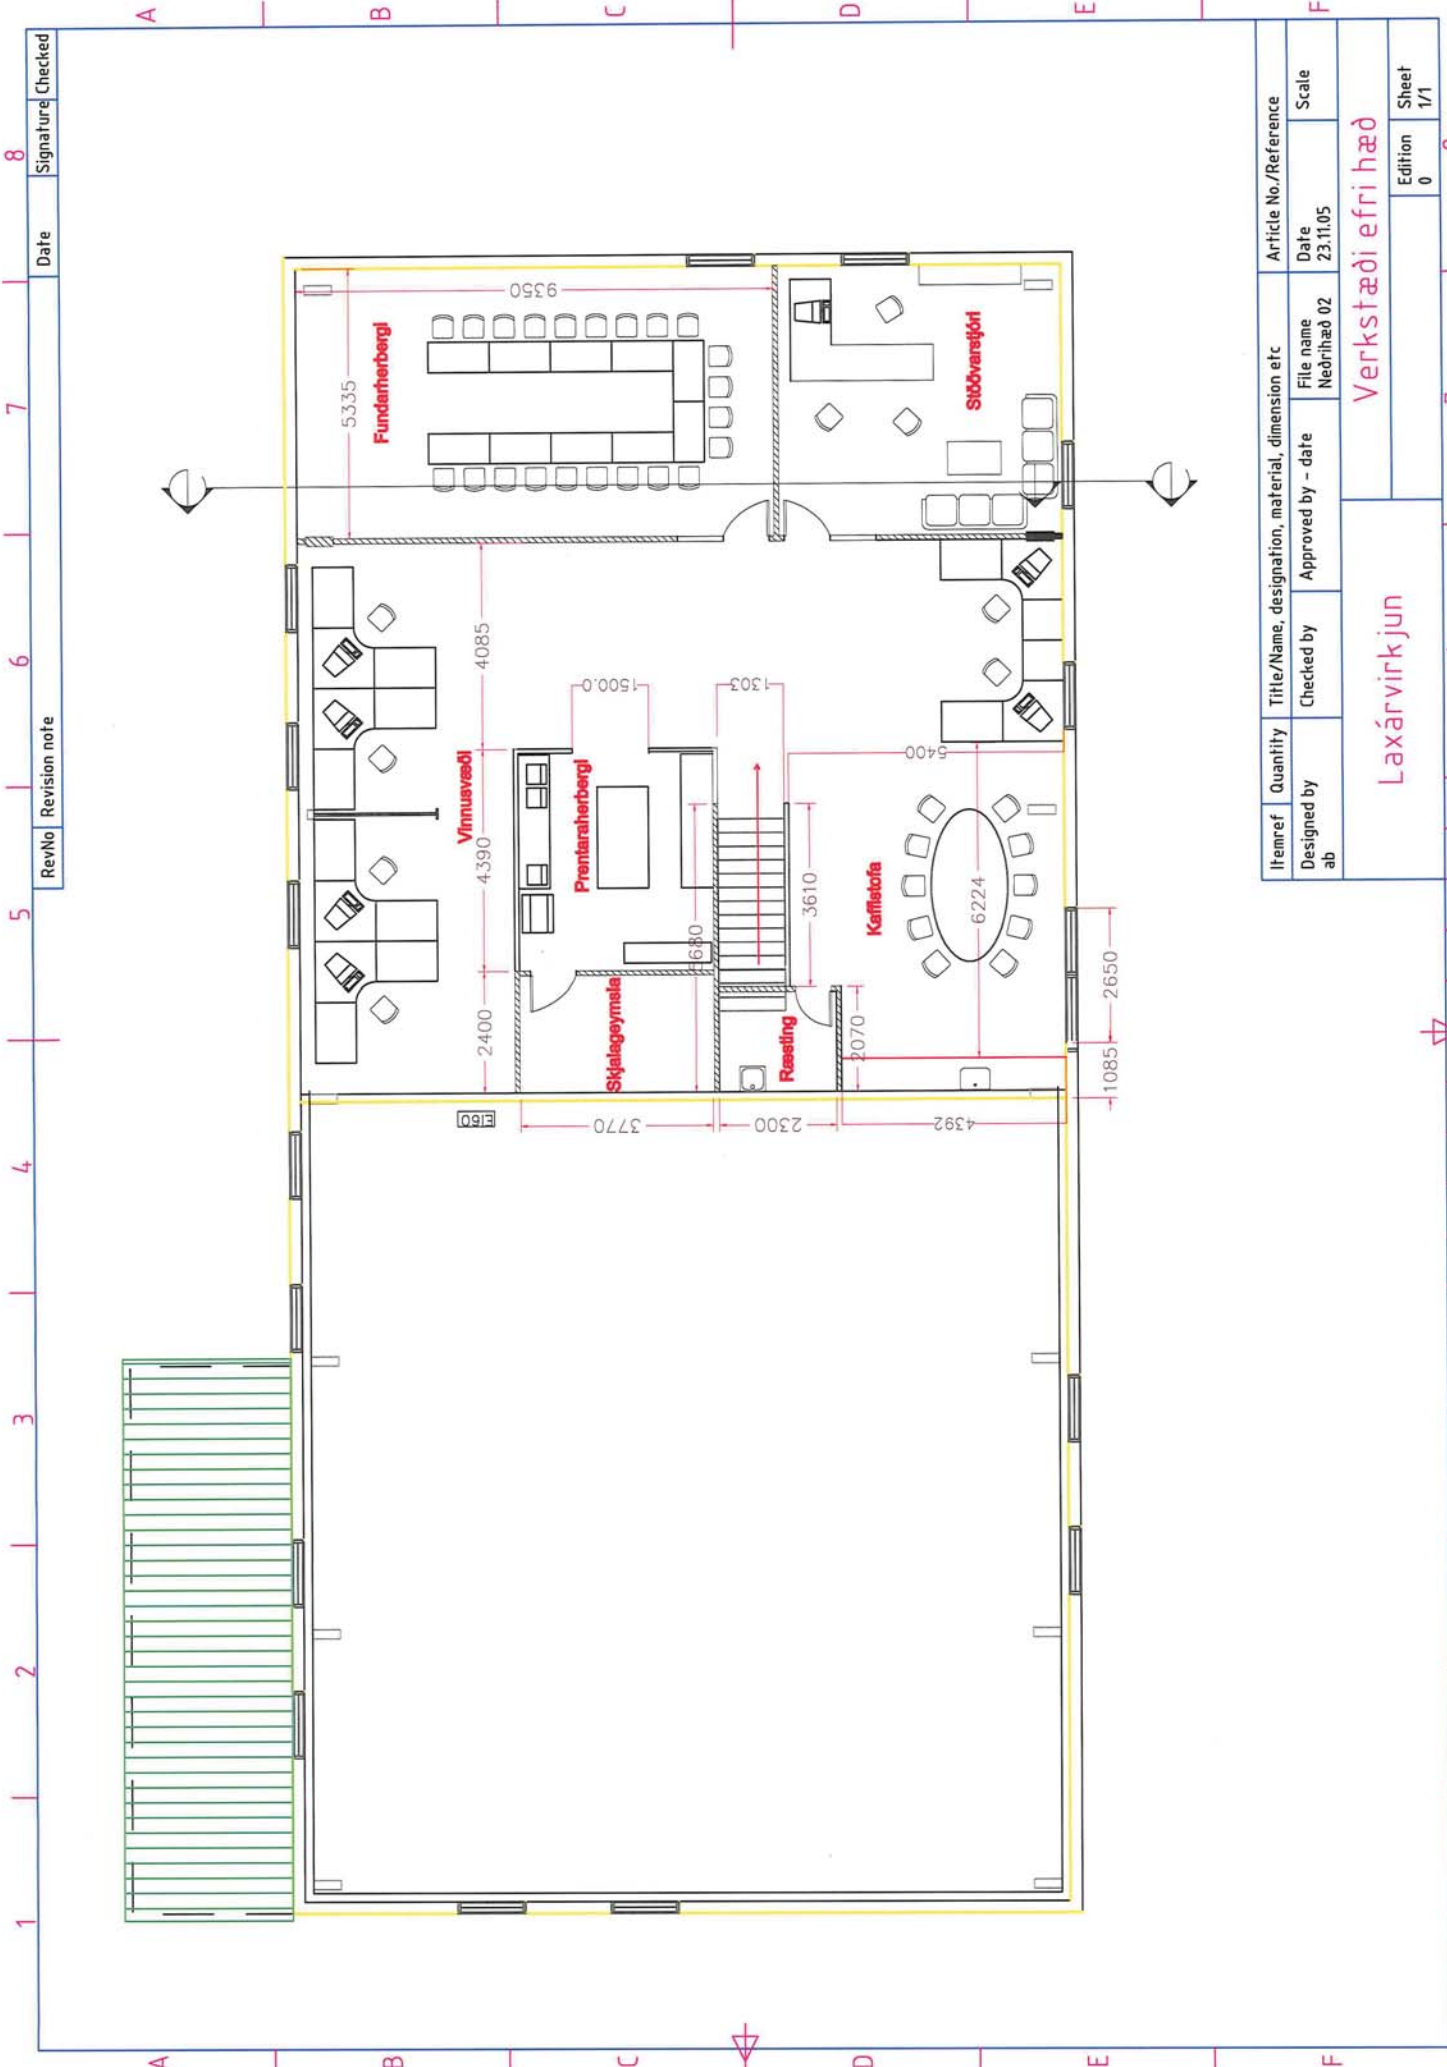 1 2 3 4 5 6 7 8
RevNo Revision note Date Signature Checked
A
B
C
D
E
F
A
B
C
D
E
F
Fundarherbergi
5335
9350
Stöðvarstjóri
Vinnusvæði
2400
4390
4085
Prentaraherbergi
1500.0
1303
Skjalageymsla
680
3610
5400
Ræsting
2070
Kaffistofa
6224
EI60
3770
2300
4392
1085
2650
Itemref Quantity Title/Name, designation, material, dimension etc Article No./Reference
Designed by Checked by Approved by - date File name Date Scale
ab Neðrihæð 02 23.11.05
Laxárvirkjun
Verkstæði efri hæð
Edition Sheet
0 1/1